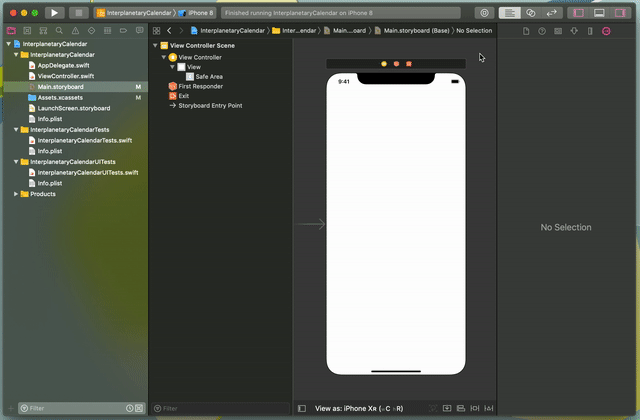 InterplanetaryCalendar
iPhone 8
Finished running InterplanetaryCalendar on iPhone 8
InterplanetaryCalendar
Inter...endar
Main....oard
Main.storyboard (Base)
No Selection
InterplanetaryCalendar
InterplanetaryCalendar
AppDelegate.swift
ViewController.swift
Main.storyboard M
Assets.xcassets M
LaunchScreen.storyboard
Info.plist
InterplanetaryCalendarTests
InterplanetaryCalendarTests.swift
Info.plist
InterplanetaryCalendarUITests
InterplanetaryCalendarUITests.swift
Info.plist
Products
Filter
View Controller Scene
View Controller
View
Safe Area
First Responder
Exit
Storyboard Entry Point
Filter
9:41
View as: iPhone XR (wC hR)
No Selection